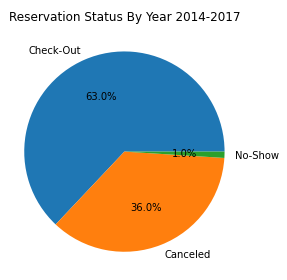 Reservation Status By Year 2014-2017
Check-Out
63.0%
1.0%
No-Show
36.0%
Canceled